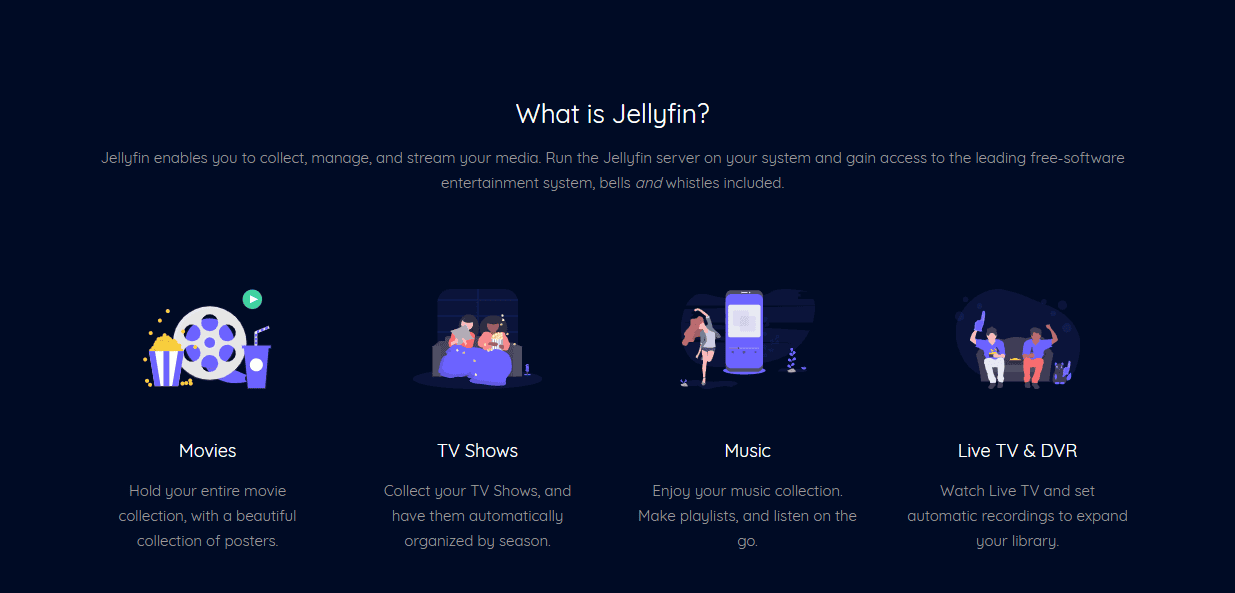 What is Jellyfin?
Jellyfin enables you to collect, manage, and stream your media. Run the Jellyfin server on your system and gain access to the leading free-software
entertainment system, bells and whistles included.
Movies
Hold your entire movie
collection, with a beautiful
collection of posters.
TV Shows
Collect your TV Shows, and
have them automatically
organized by season.
Music
Enjoy your music collection.
Make playlists, and listen on the
go.
Live TV & DVR
Watch Live TV and set
automatic recordings to expand
your library.